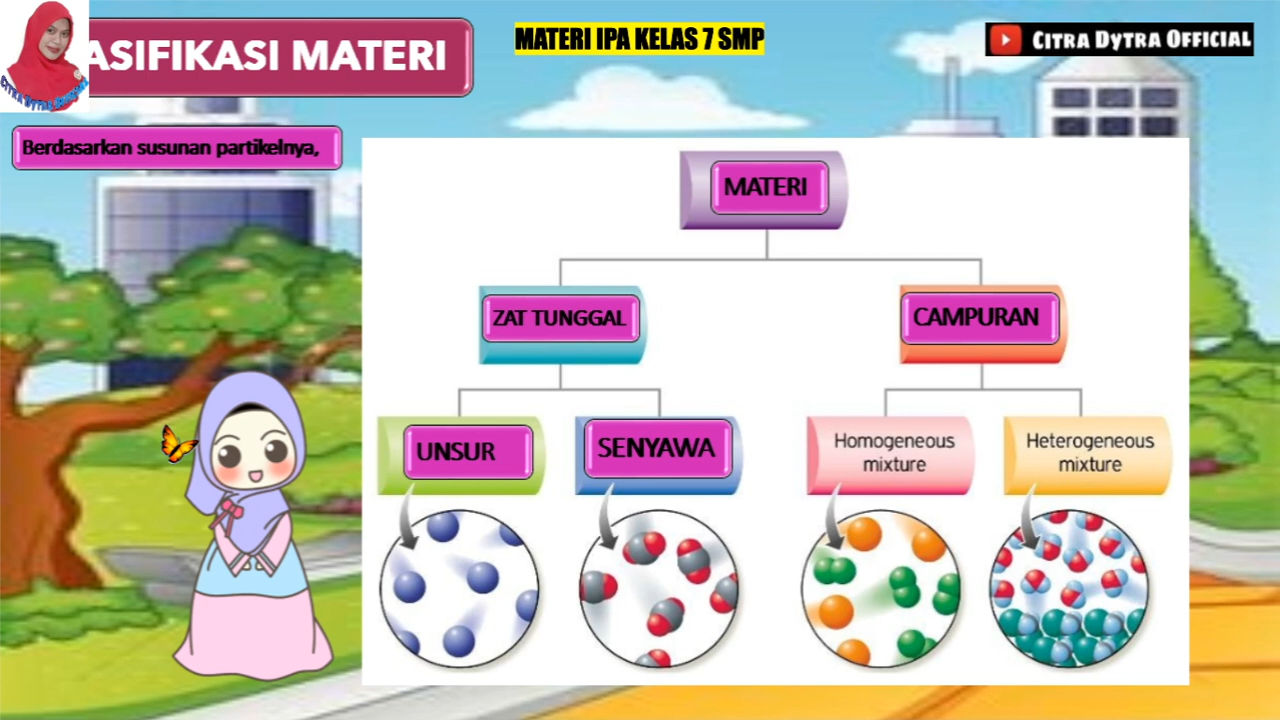 ASIFIKASI MATERI
MATERI IPA KELAS 7 SMP
CITRA DYTRA OFFICIAL
Berdasarkan susunan partikelnya,
MATERI
ZAT TUNGGAL
CAMPURAN
UNSUR
SENYAWA
Homogeneous
mixture
Heterogeneous
mixture